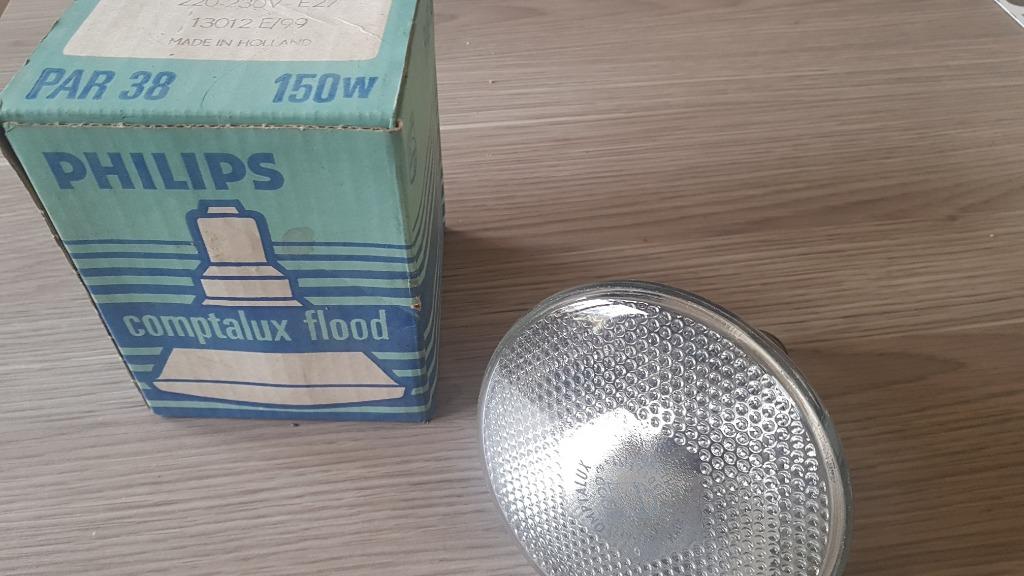 220-230V E27
13012 E/99
MADE IN HOLLAND
PAR 38 150W
PHILIPS
comptalux flood
COMPTALUX